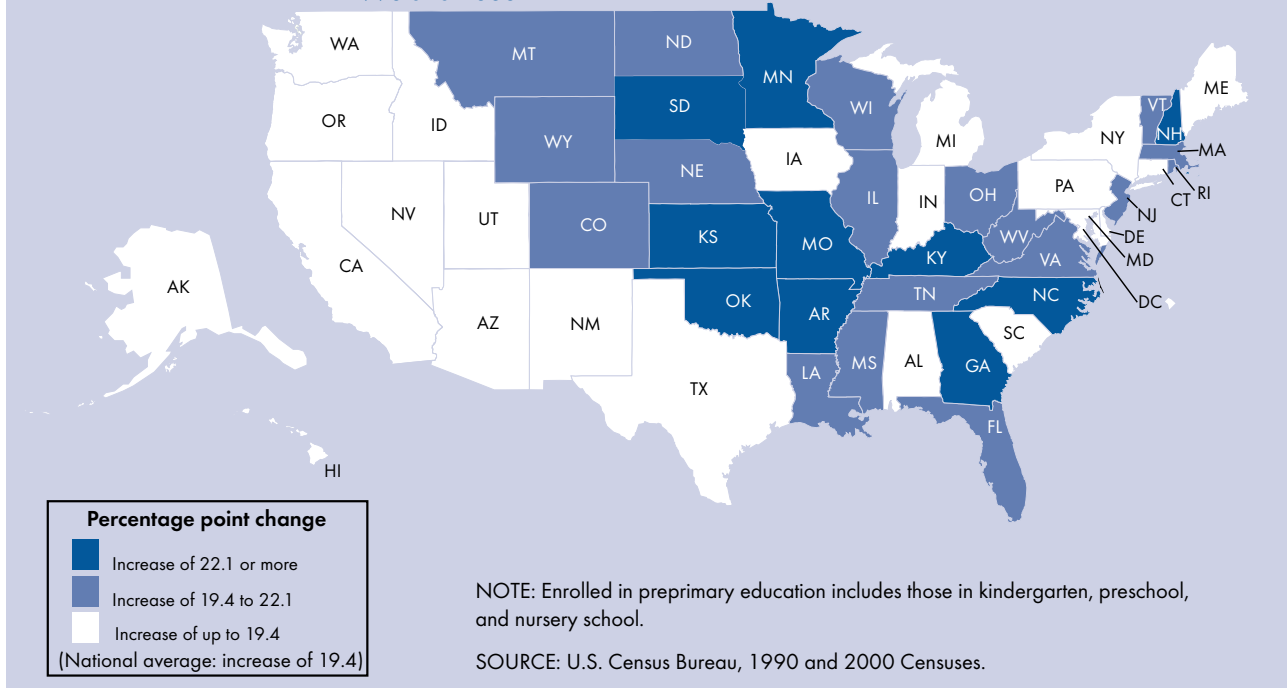 WA
MT
ND
MN
ME
VT
NH
OR
ID
SD
WI
NY
MA
WY
MI
IA
NE
PA
RI
CT
NV
UT
CO
IL
IN
OH
NJ
DE
WV
MD
CA
KS
MO
KY
VA
AK
DC
TN
NC
OK
AR
AZ
NM
SC
AL
GA
MS
LA
TX
FL
HI
Percentage point change
Increase of 22.1 or more
Increase of 19.4 to 22.1
Increase of up to 19.4
(National average: increase of 19.4)
NOTE: Enrolled in preprimary education includes those in kindergarten, preschool,
and nursery school.
SOURCE: U.S. Census Bureau, 1990 and 2000 Censuses.